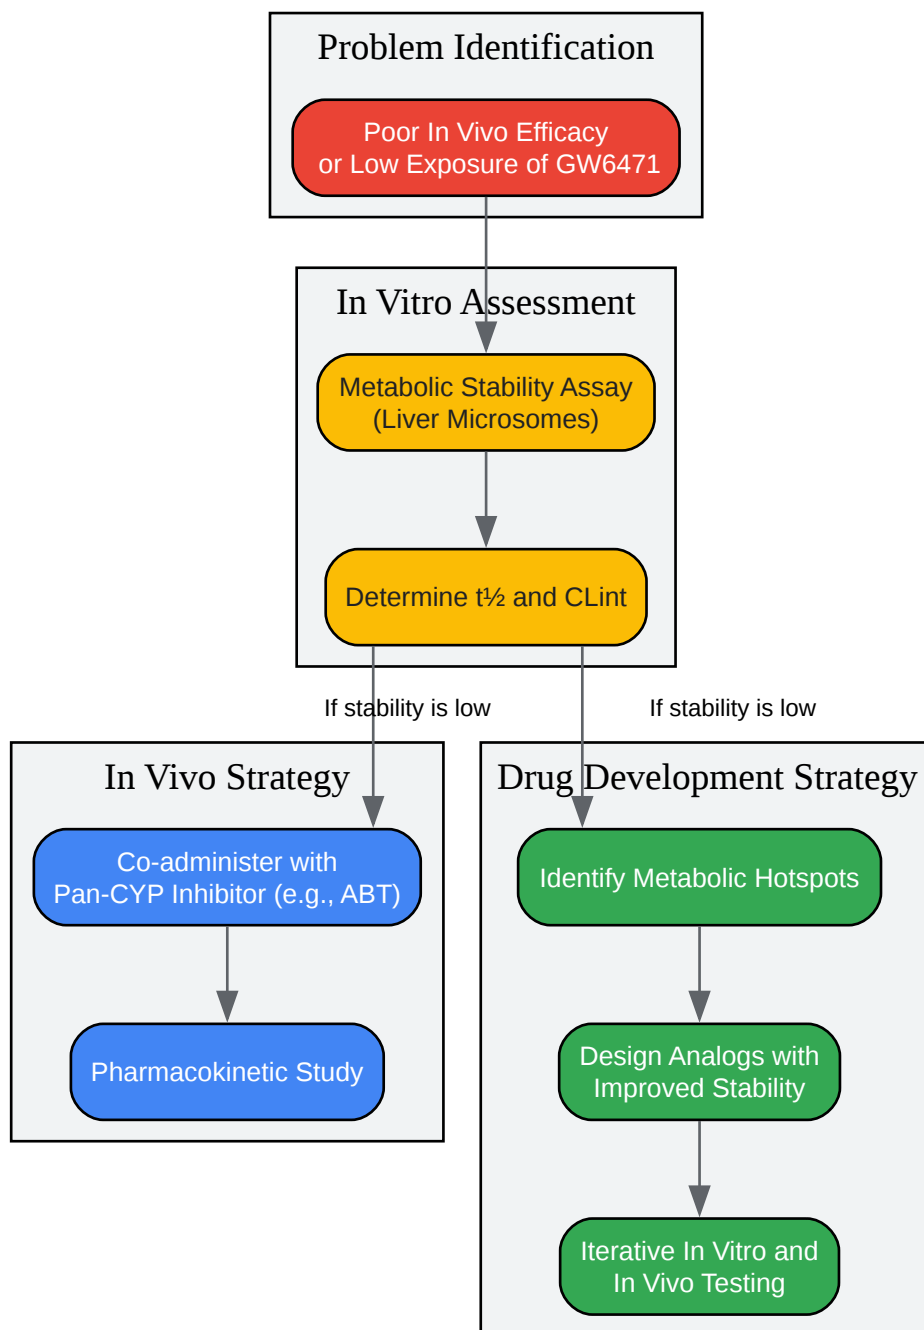 Problem Identification
Poor In Vivo Efficacy
or Low Exposure of GW6471
In Vitro Assessment
Metabolic Stability Assay
(Liver Microsomes)
Determine t½ and CLint
If stability is low
If stability is low
In Vivo Strategy
Co-administer with
Pan-CYP Inhibitor (e.g., ABT)
Pharmacokinetic Study
Drug Development Strategy
Identify Metabolic Hotspots
Design Analogs with
Improved Stability
Iterative In Vitro and
In Vivo Testing